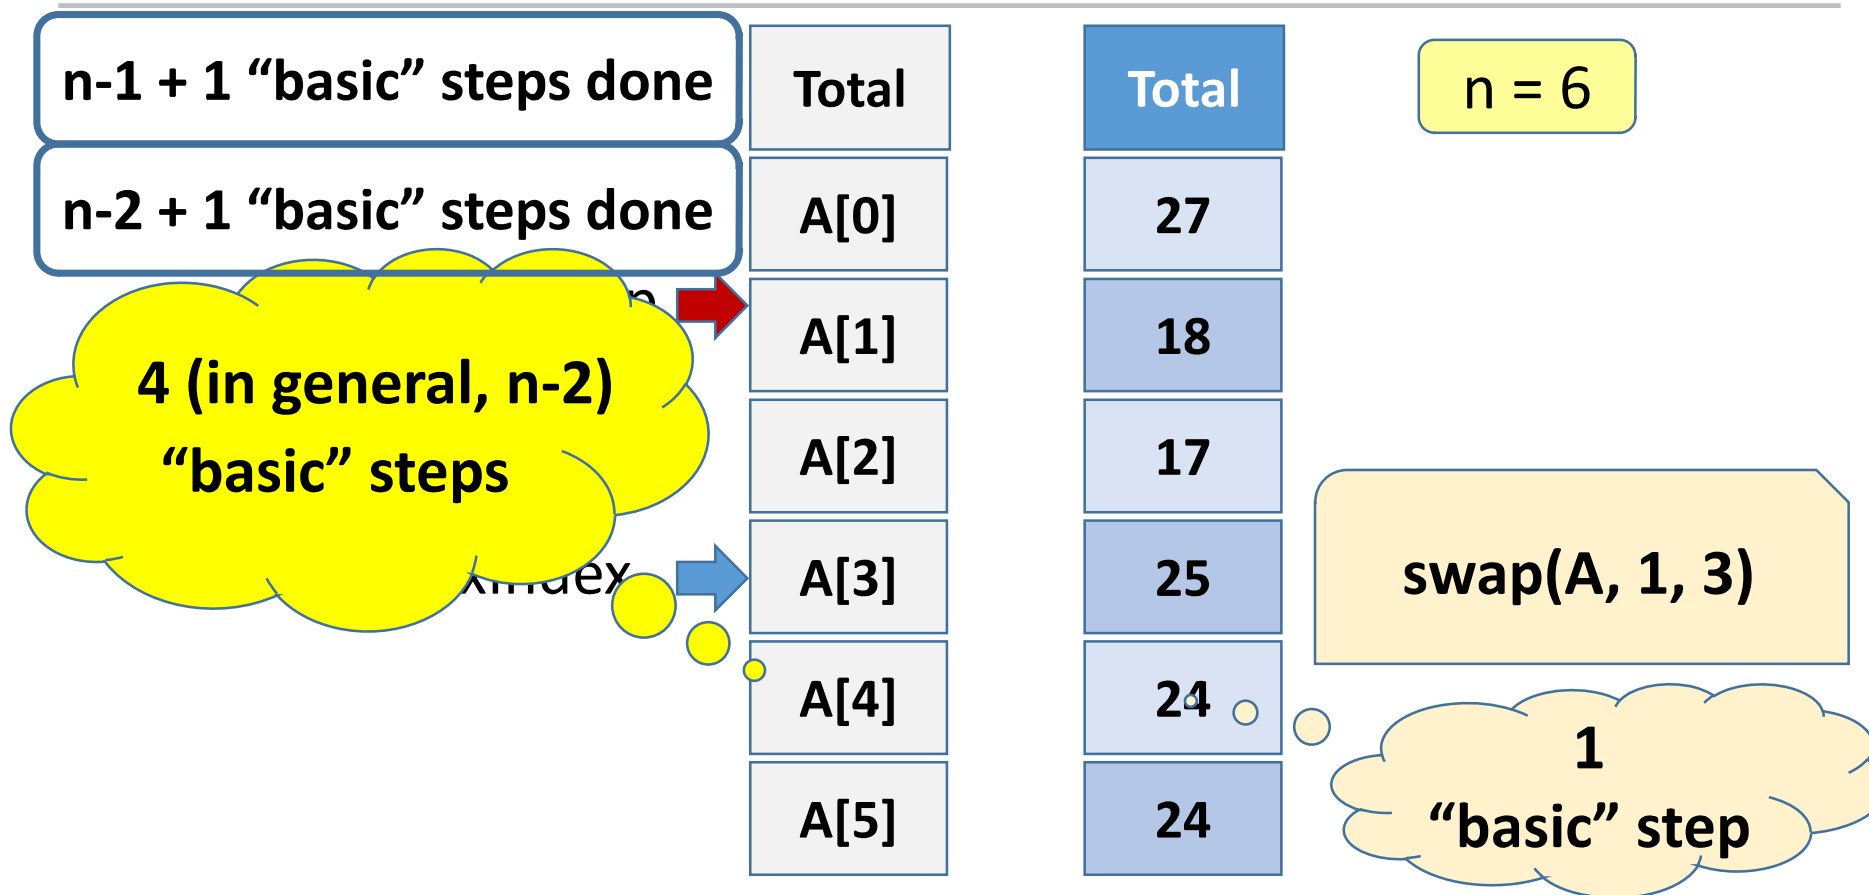 n-1 + 1 “basic” steps done
Total
Total
n = 6
n-2 + 1 “basic” steps done
A[0]
27
A[1]
18
4 (in general, n-2)
“basic” steps
A[2]
17
A[3]
25
swap(A, 1, 3)
A[4]
24
1
“basic” step
A[5]
24